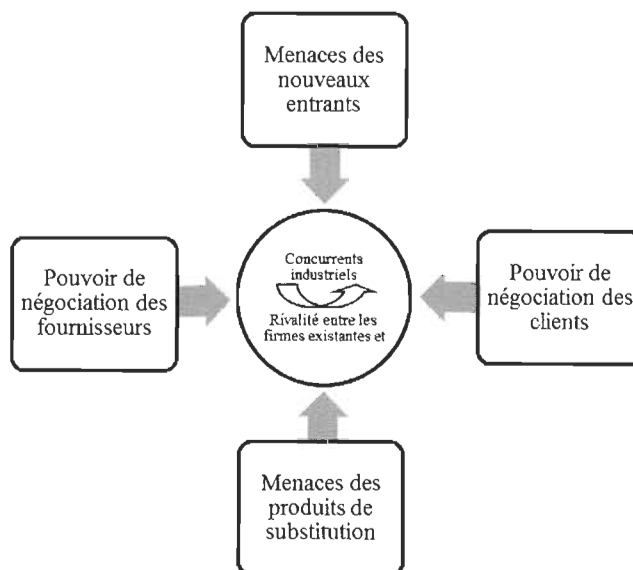 Menaces des
nouveaux
entrants
Pouvoir de
négociation des
fournisseurs
Concurrents
industriels
Rivalité entre les
firmes existantes et
Pouvoir de
négociation des
clients
Menaces des
produits de
substitution